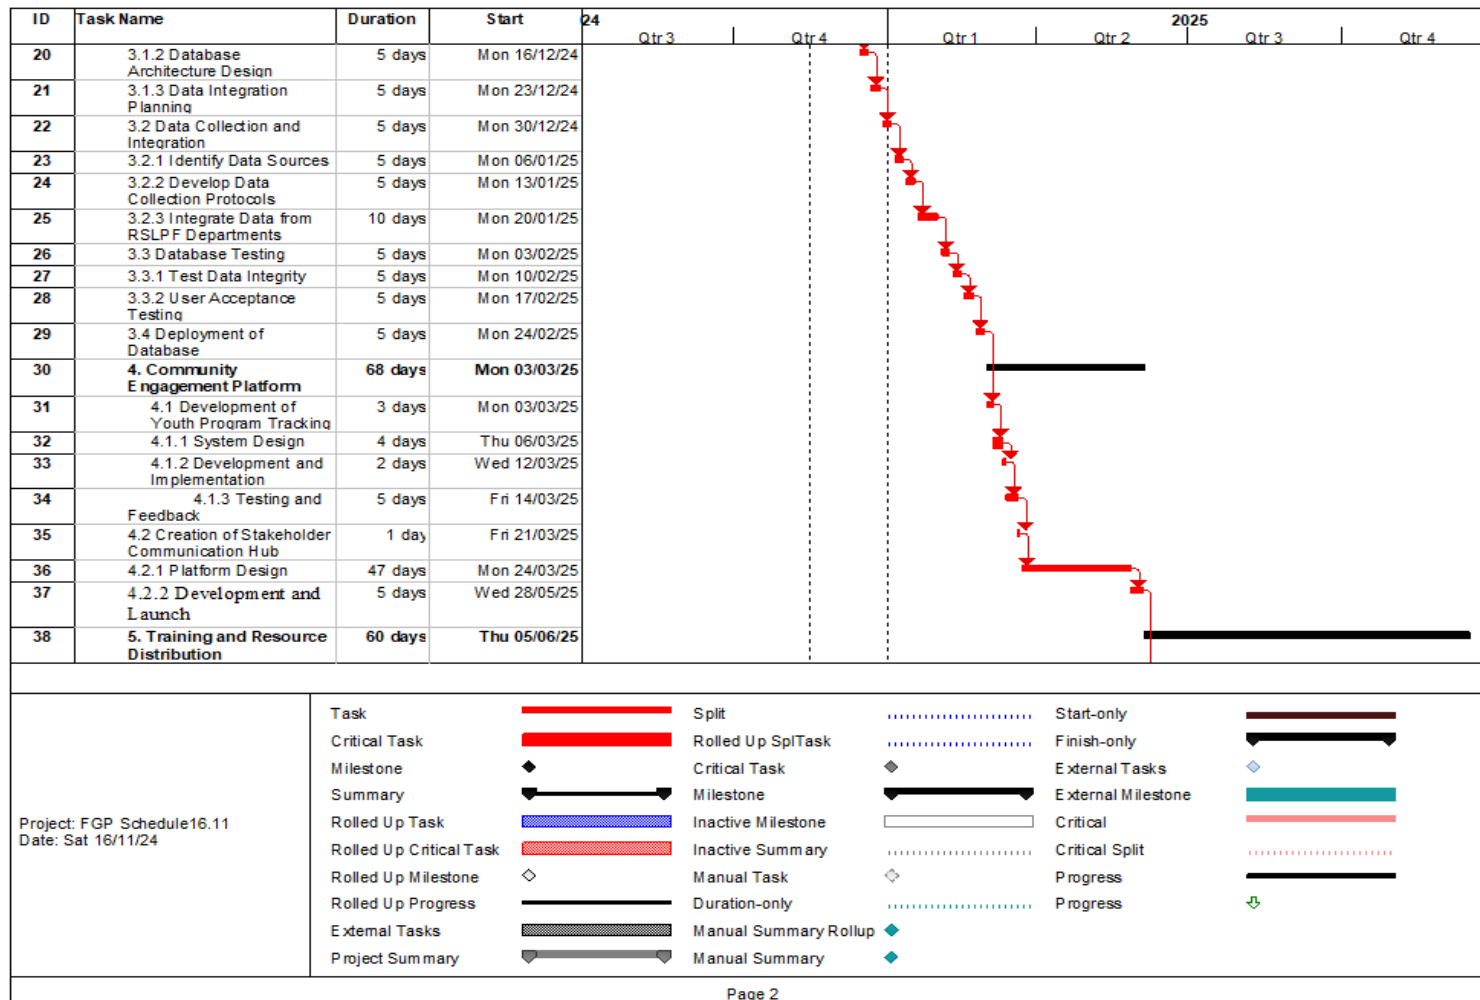 ID Task Name Duration Start 24 2025
Qtr 3 Qtr 4 Qtr 1 Qtr 2 Qtr 3 Qtr 4
20 3.1.2 Database 5 days Mon 16/12/24
Architecture Design
21 3.1.3 Data Integration 5 days Mon 23/12/24
Planning
22 3.2 Data Collection and 5 days Mon 30/12/24
Integration
23 3.2.1 Identify Data Sources 5 days Mon 06/01/25
24 3.2.2 Develop Data 5 days Mon 13/01/25
Collection Protocols
25 3.2.3 Integrate Data from 10 days Mon 20/01/25
RSLPF Departments
26 3.3 Database Testing 5 days Mon 03/02/25
27 3.3.1 Test Data Integrity 5 days Mon 10/02/25
28 3.3.2 User Acceptance 5 days Mon 17/02/25
Testing
29 3.4 Deployment of 5 days Mon 24/02/25
Database
30 4. Community 68 days Mon 03/03/25
Engagement Platform
31 4.1 Development of 3 days Mon 03/03/25
Youth Program Tracking
32 4.1.1 System Design 4 days Thu 06/03/25
33 4.1.2 Development and 2 days Wed 12/03/25
Implementation
34 4.1.3 Testing and 5 days Fri 14/03/25
Feedback
35 4.2 Creation of Stakeholder 1 day Fri 21/03/25
Communication Hub
36 4.2.1 Platform Design 47 days Mon 24/03/25
37 4.2.2 Development and 5 days Wed 28/05/25
Launch
38 5. Training and Resource 60 days Thu 05/06/25
Distribution
Project: FGP Schedule16.11
Date: Sat 16/11/24
Task Split Start-only
Critical Task Rolled Up SplTask Finish-only
Milestone Critical Task External Tasks
Summary Milestone External Milestone
Rolled Up Task Inactive Milestone Critical
Rolled Up Critical Task Inactive Summary Critical Split
Rolled Up Milestone Manual Task Progress
Rolled Up Progress Duration-only Progress
External Tasks Manual Summary Rollup
Project Summary Manual Summary
Page 2